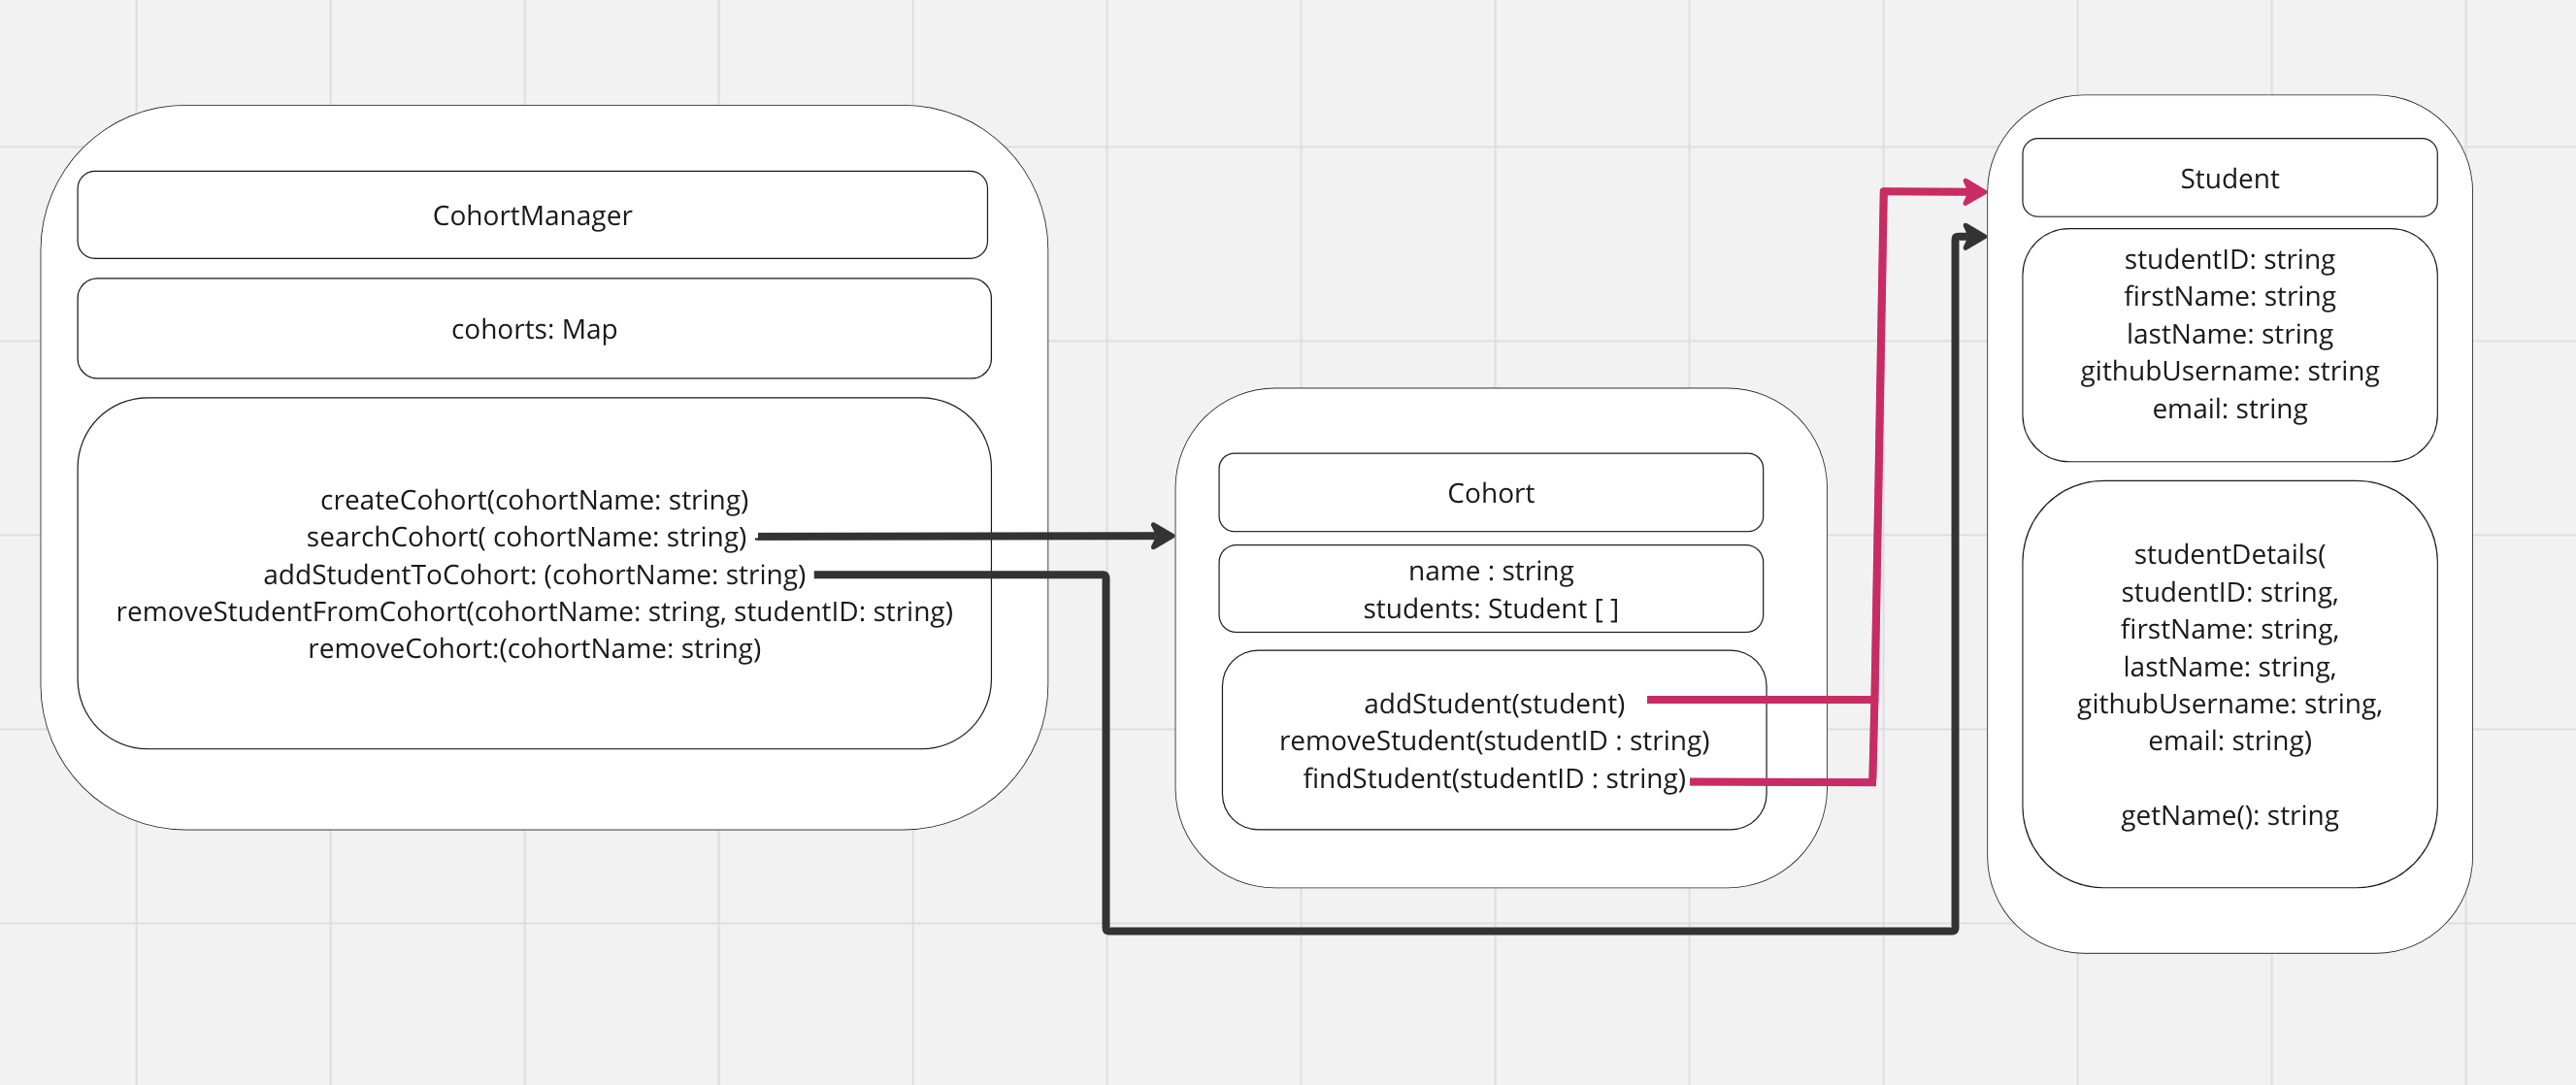 CohortManager
cohorts: Map
createCohort(cohortName: string)
searchCohort( cohortName: string)
addStudentToCohort: (cohortName: string)
removeStudentFromCohort(cohortName: string, studentID: string)
removeCohort:(cohortName: string)
Cohort
name : string
students: Student [ ]
addStudent(student)
removeStudent(studentID : string)
findStudent(studentID : string)
Student
studentID: string
firstName: string
lastName: string
githubUsername: string
email: string
studentDetails(
studentID: string,
firstName: string,
lastName: string,
githubUsername: string,
email: string)
getName(): string